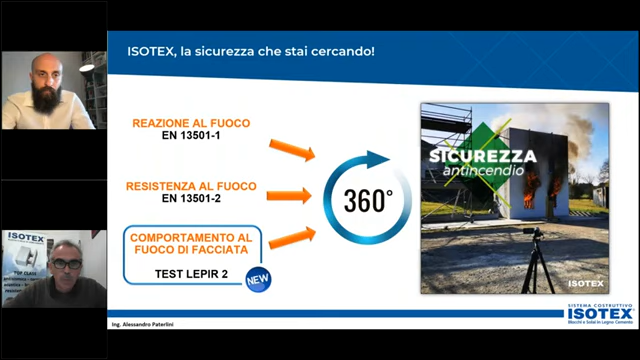 ISOTEX, la sicurezza che stai cercando!
REAZIONE AL FUOCO
EN 13501-1
RESISTENZA AL FUOCO
EN 13501-2
COMPORTAMENTO AL
FUOCO DI FACCIATA
TEST LEPIR 2
NEW
360°
SICUREZZA
antincendio
ISOTEX
ISOTEX
TOP CLASS
Ing. Alessandro Paterlini
SISTEMA COSTRUTTIVO
ISOTEX®
Blocchi e Solai in Legno Cemento